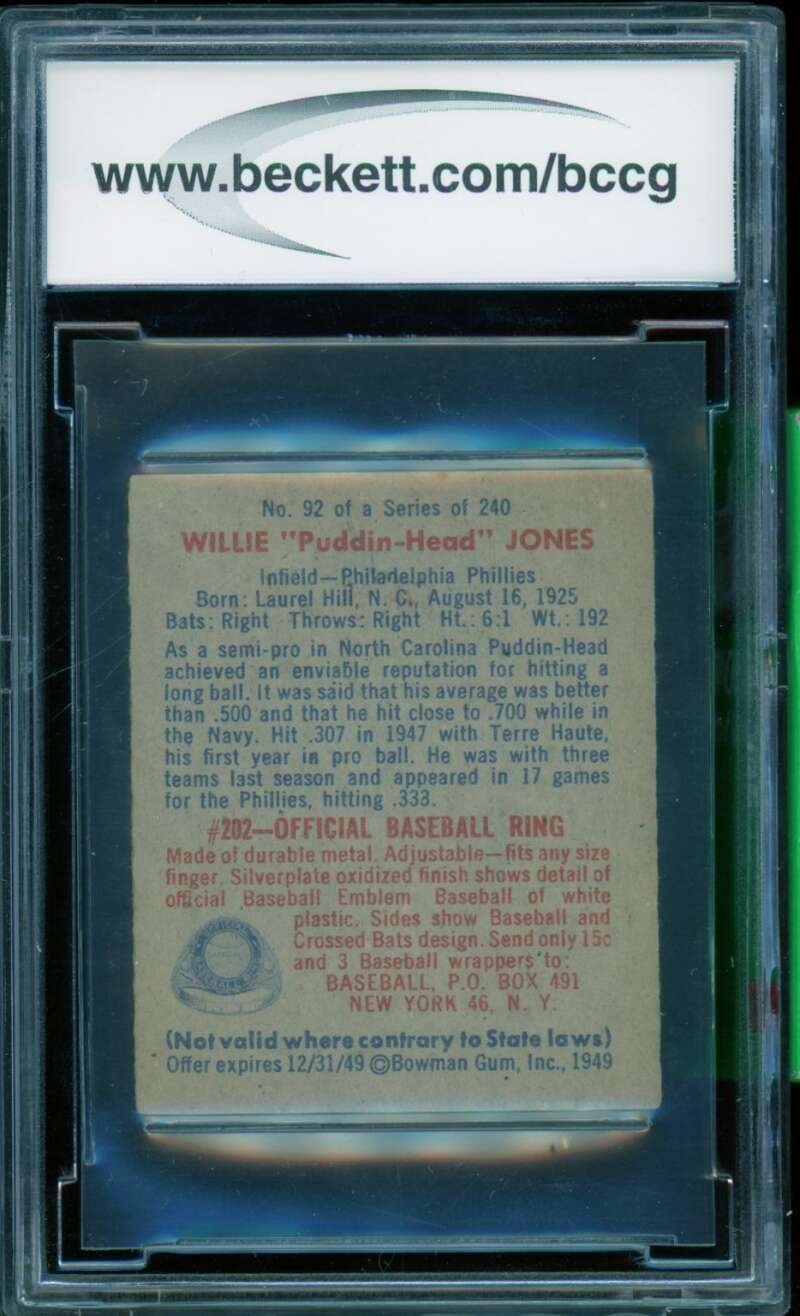 www.beckett.com/bccg
No. 92 of a Series of 240
WILLIE "Puddin-Head" JONES
Infield—Philadelphia Phillies
Born: Laurel Hill, N. C., August 16, 1925
Bats: Right Throws: Right Ht.: 6:1 Wt.: 192
As a semi-pro in North Carolina Puddin-Head
achieved an enviable reputation for hitting a
long ball. It was said that his average was better
than .500 and that he hit close to .700 while in
the Navy. Hit .307 in 1947 with Terre Haute,
his first year in pro ball. He was with three
teams last season and appeared in 17 games
for the Phillies, hitting .333.
#202—OFFICIAL BASEBALL RING
Made of durable metal. Adjustable—fits any size
finger. Silverplate oxidized finish shows detail of
official Baseball Emblem Baseball of white
plastic. Sides show Baseball and
Crossed Bats design. Send only 15c
and 3 Baseball wrappers to:
BASEBALL, P.O. BOX 491
NEW YORK 46, N. Y.
(Not valid where contrary to State laws)
Offer expires 12/31/49 ©Bowman Gum, Inc., 1949